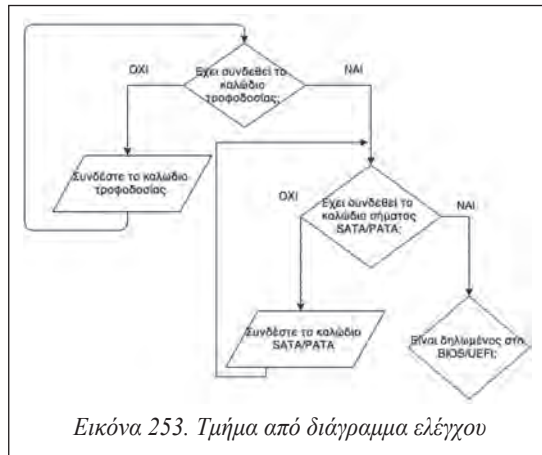 Έχει συνδεθεί το
καλώδιο
τροφοδοσίας;
ΟΧΙ
ΝΑΙ
Συνδέστε το καλώδιο
τροφοδοσίας
Έχει συνδεθεί το
καλώδιο σήματος
SATA/PATA;
ΟΧΙ
ΝΑΙ
Συνδέστε το καλώδιο
SATA/PATA
Είναι δηλωμένος στο
BIOS/UEFI;
Εικόνα 253. Τμήμα από διάγραμμα ελέγχου